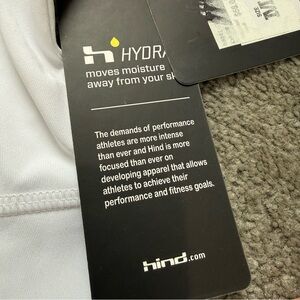 HYDRA
moves moisture
away from your sk
The demands of performance
athletes are more intense
than ever and Hind is more
focused than ever on
developing apparel that allows
athletes to achieve their
performance and fitness goals.
hind.com
SIZE